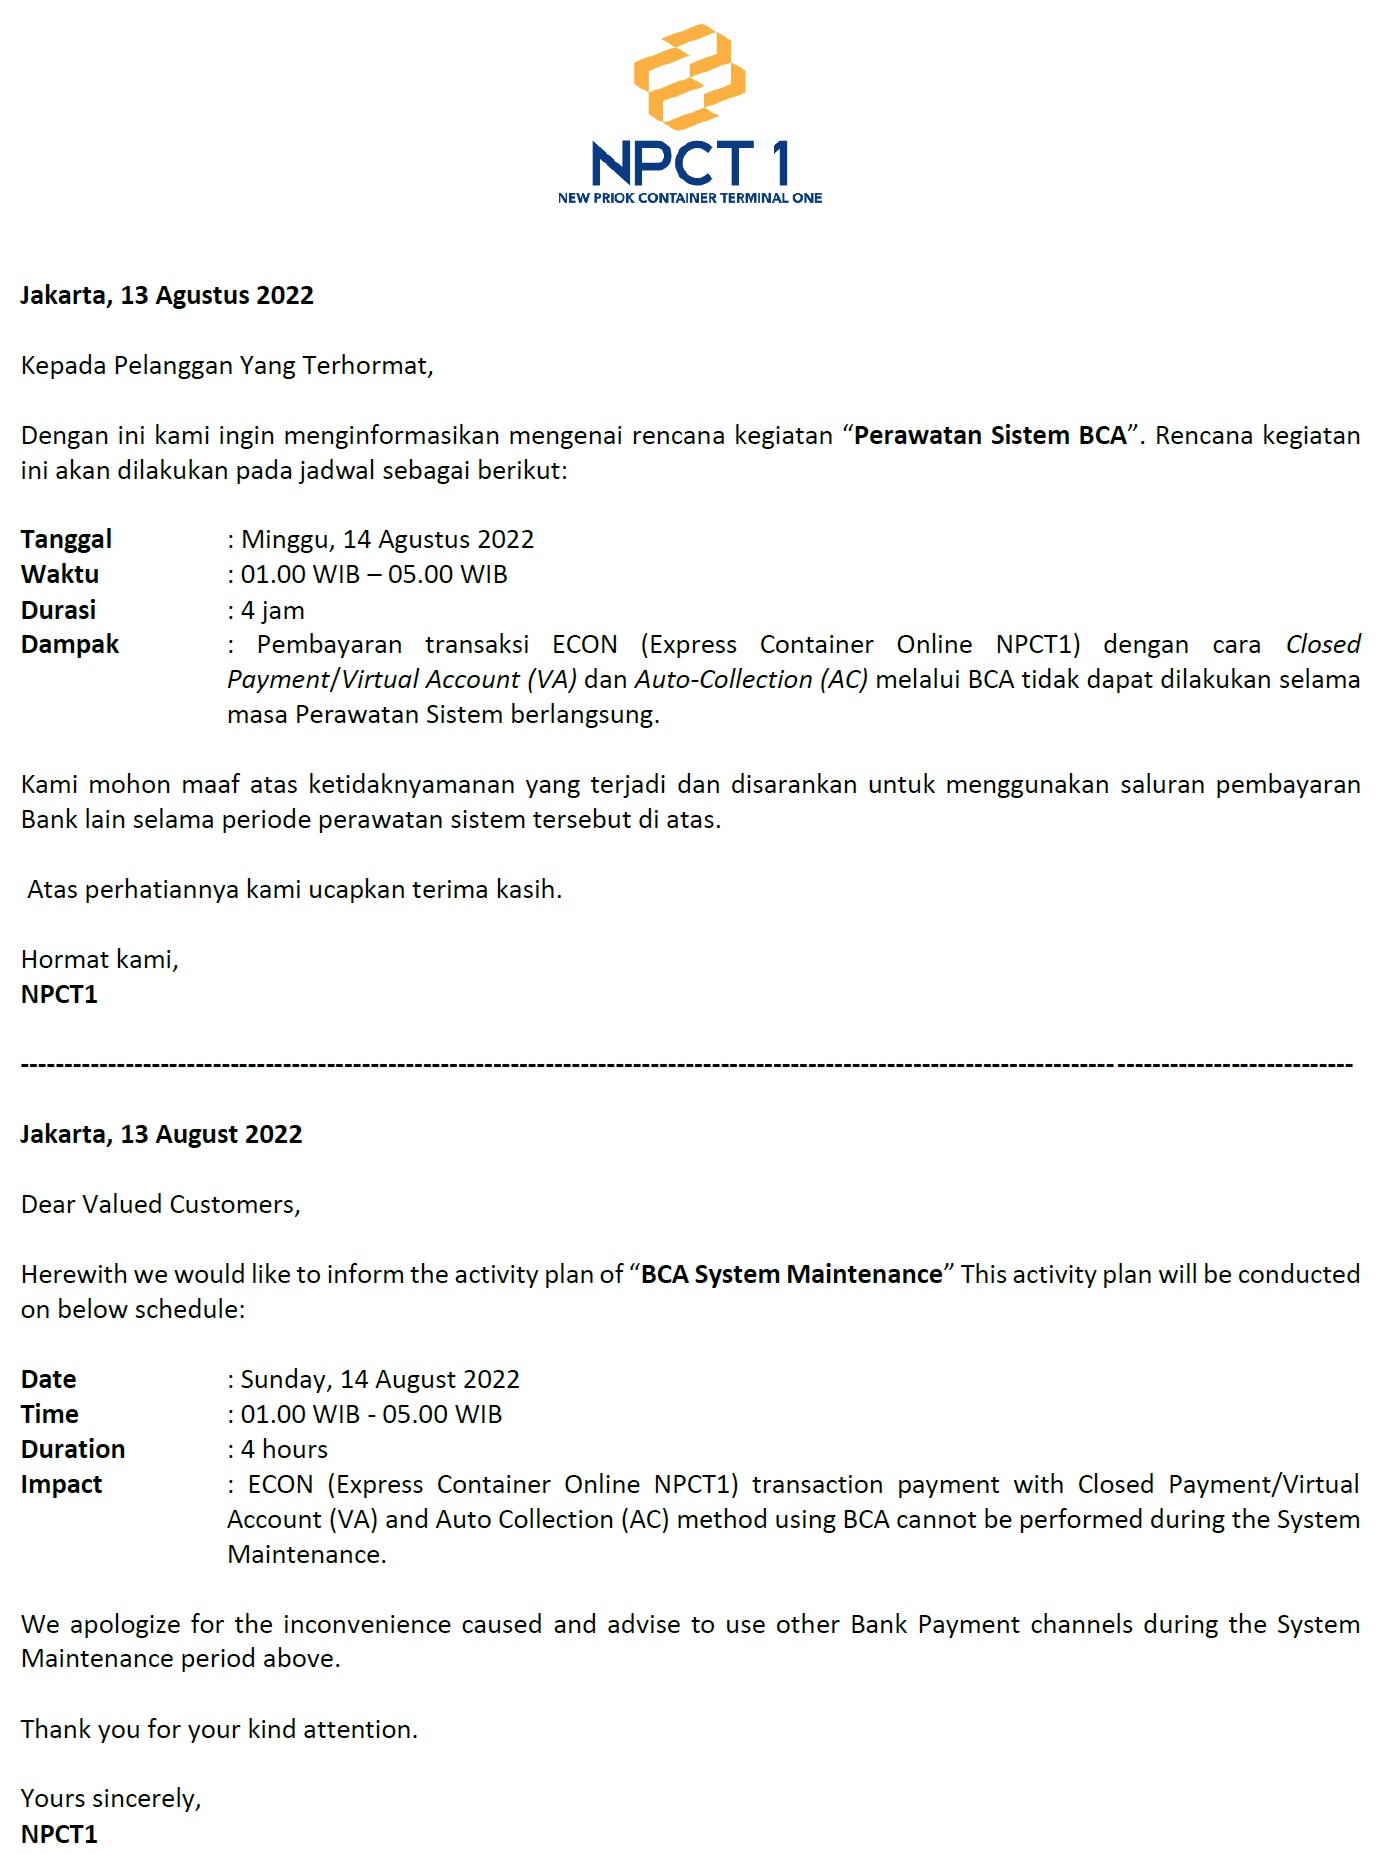 NPCT 1
NEW PRIOK CONTAINER TERMINAL ONE
Jakarta, 13 Agustus 2022
Kepada Pelanggan Yang Terhormat,
Dengan ini kami ingin menginformasikan mengenai rencana kegiatan “Perawatan Sistem BCA”. Rencana kegiatan
ini akan dilakukan pada jadwal sebagai berikut:
Tanggal : Minggu, 14 Agustus 2022
Waktu : 01.00 WIB – 05.00 WIB
Durasi : 4 jam
Dampak : Pembayaran transaksi ECON (Express Container Online NPCT1) dengan cara Closed
Payment/Virtual Account (VA) dan Auto-Collection (AC) melalui BCA tidak dapat dilakukan selama
masa Perawatan Sistem berlangsung.
Kami mohon maaf atas ketidaknyamanan yang terjadi dan disarankan untuk menggunakan saluran pembayaran
Bank lain selama periode perawatan sistem tersebut di atas.
Atas perhatiannya kami ucapkan terima kasih.
Hormat kami,
NPCT1
---------------------------------------------------------------------------------------------------------------------------------------------------------
Jakarta, 13 August 2022
Dear Valued Customers,
Herewith we would like to inform the activity plan of “BCA System Maintenance” This activity plan will be conducted
on below schedule:
Date : Sunday, 14 August 2022
Time : 01.00 WIB - 05.00 WIB
Duration : 4 hours
Impact : ECON (Express Container Online NPCT1) transaction payment with Closed Payment/Virtual
Account (VA) and Auto Collection (AC) method using BCA cannot be performed during the System
Maintenance.
We apologize for the inconvenience caused and advise to use other Bank Payment channels during the System
Maintenance period above.
Thank you for your kind attention.
Yours sincerely,
NPCT1